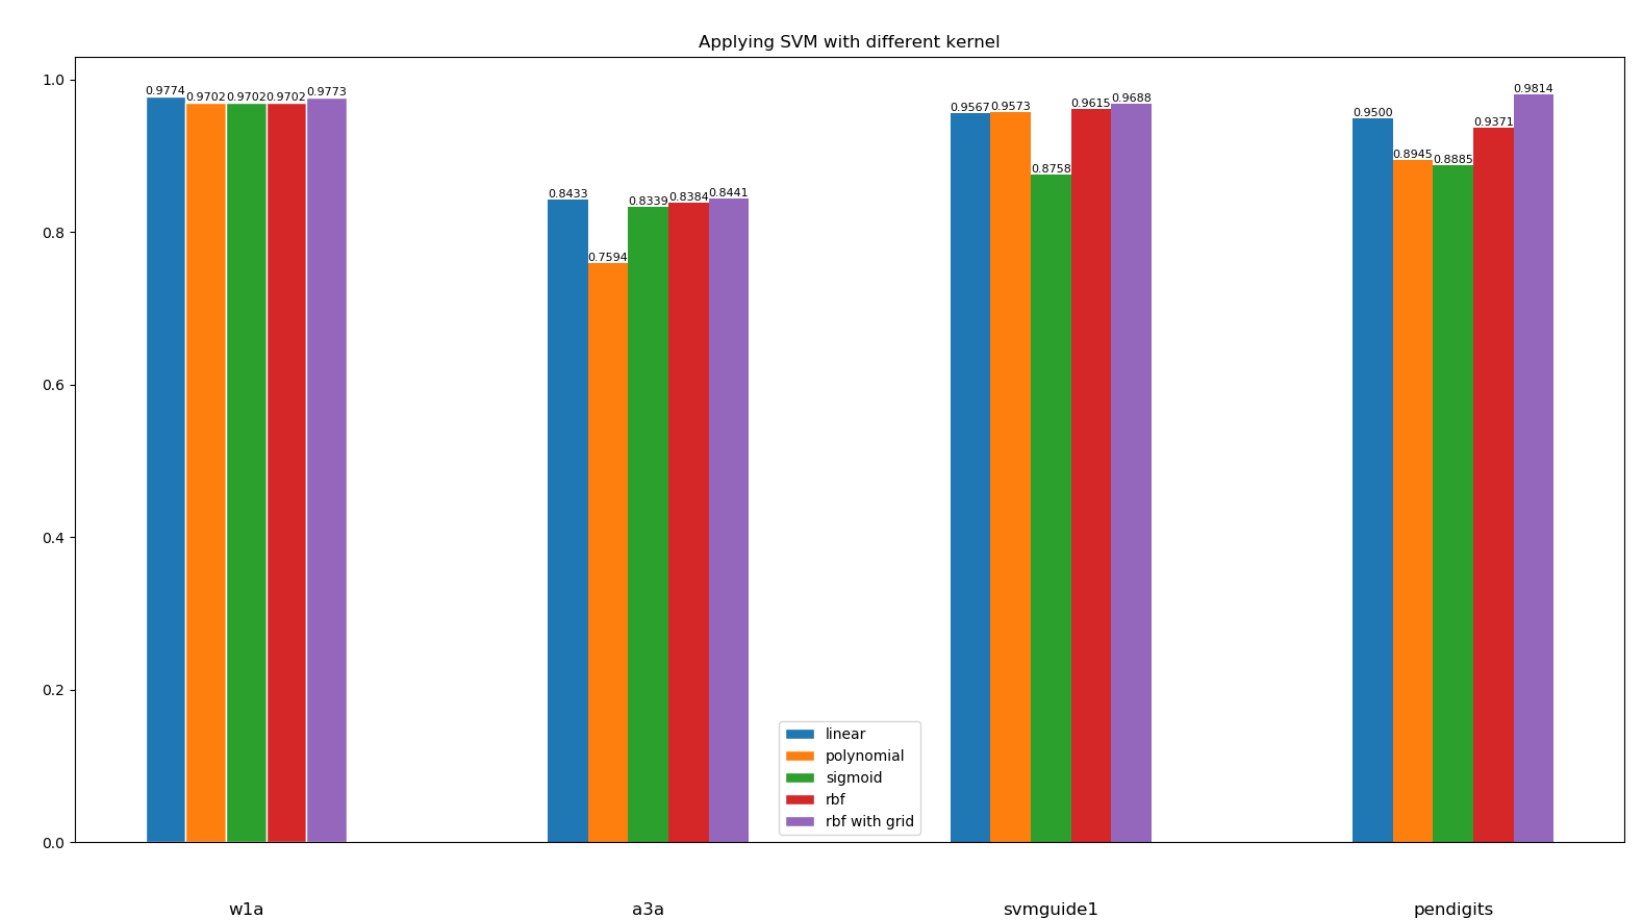 Applying SVM with different kernel
1.0
0.8
0.6
0.4
0.2
0.0
0.9774 0.9702 0.9702 0.9702 0.9773
0.8433 0.7594 0.8339 0.8384 0.8441
0.9567 0.9573 0.8758 0.9615 0.9688
0.9500 0.8945 0.8885 0.9371 0.9814
linear
polynomial
sigmoid
rbf
rbf with grid
w1a a3a svmguide1 pendigits